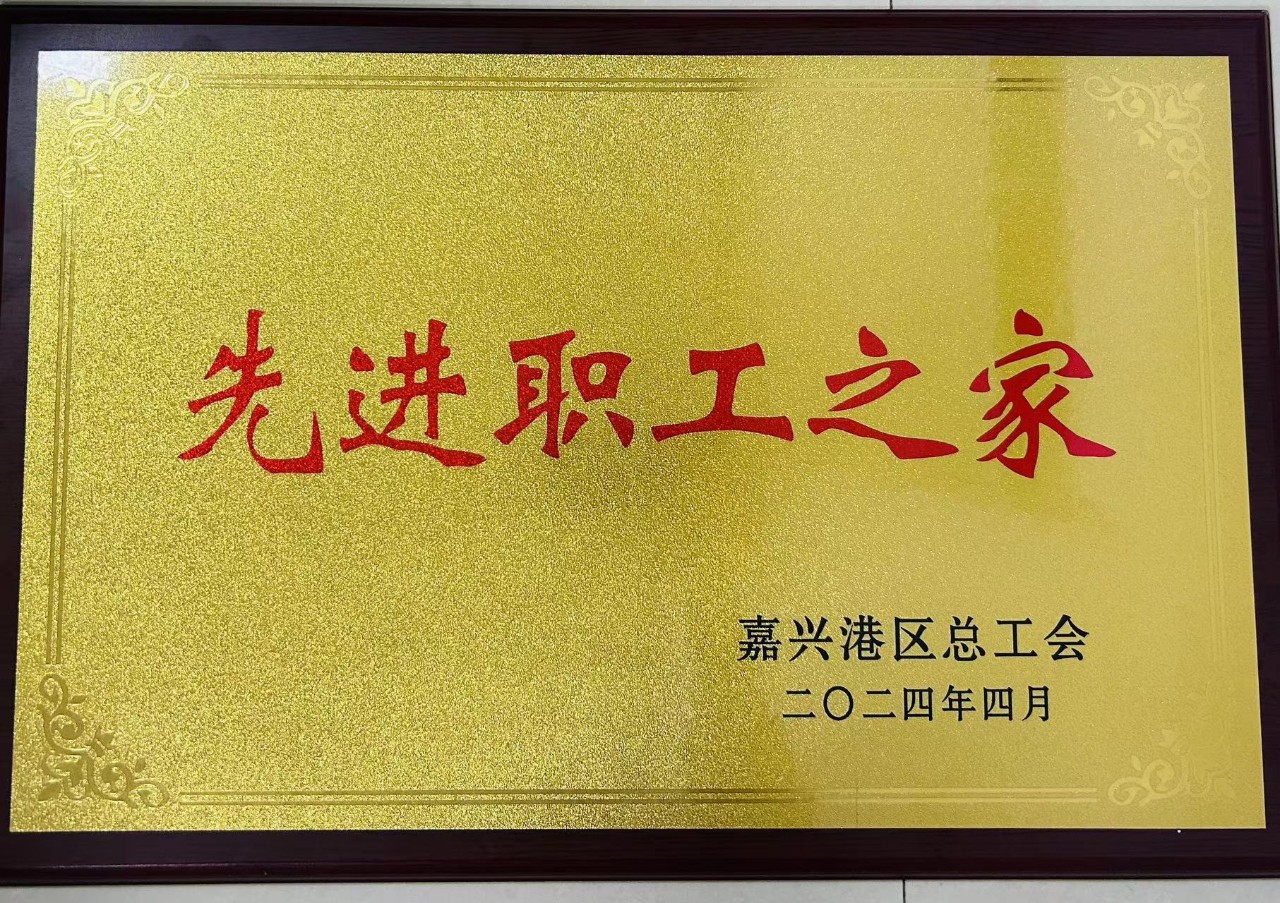 先进职工之家
嘉兴港区总工会
二〇二四年四月